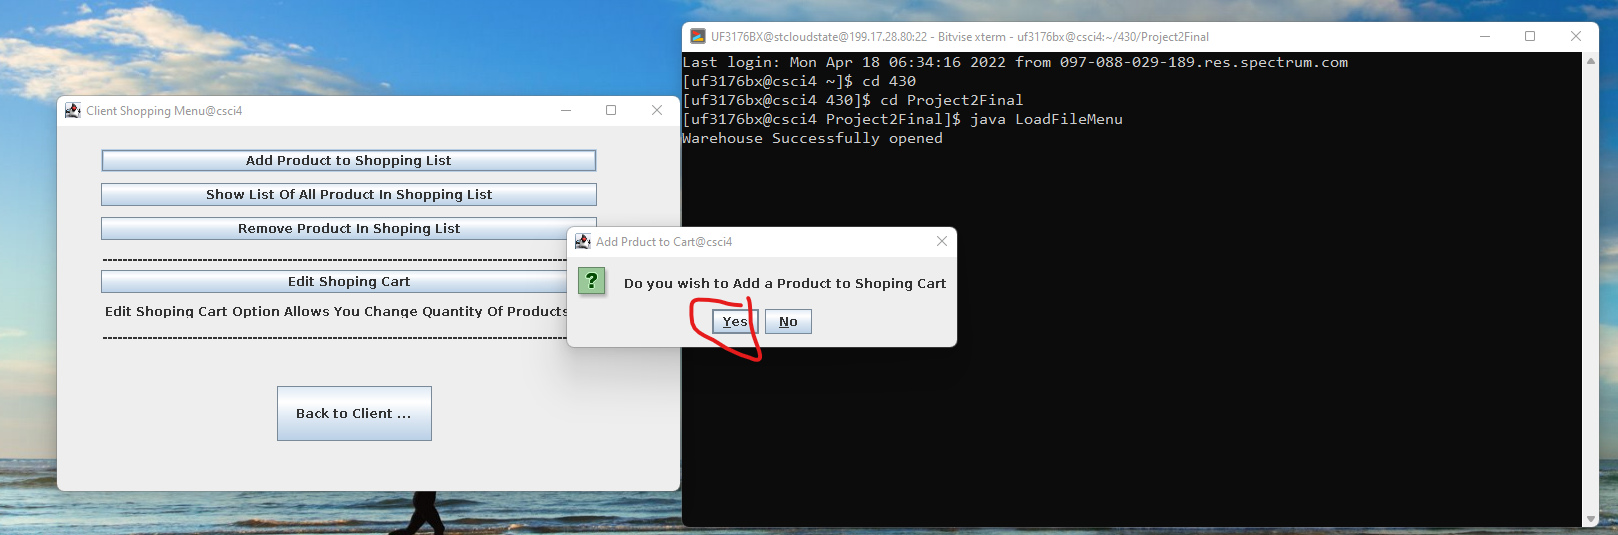 Client Shopping Menu@csci4
Add Product to Shopping List
Show List Of All Product In Shopping List
Remove Product In Shoping List
Edit Shoping Cart
Edit Shoping Cart Option Allows You Change Quantity Of Products
Back to Client ...
Add Prduct to Cart@csci4
?
Do you wish to Add a Product to Shoping Cart
Yes No
UF3176BX@stcloudstate@199.17.28.80:22 - Bitvise xterm - uf3176bx@csci4:~/430/Project2Final
Last login: Mon Apr 18 06:34:16 2022 from 097-088-029-189.res.spectrum.com
[uf3176bx@csci4 ~]$ cd 430
[uf3176bx@csci4 430]$ cd Project2Final
[uf3176bx@csci4 Project2Final]$ java LoadFileMenu
Warehouse Successfully opened